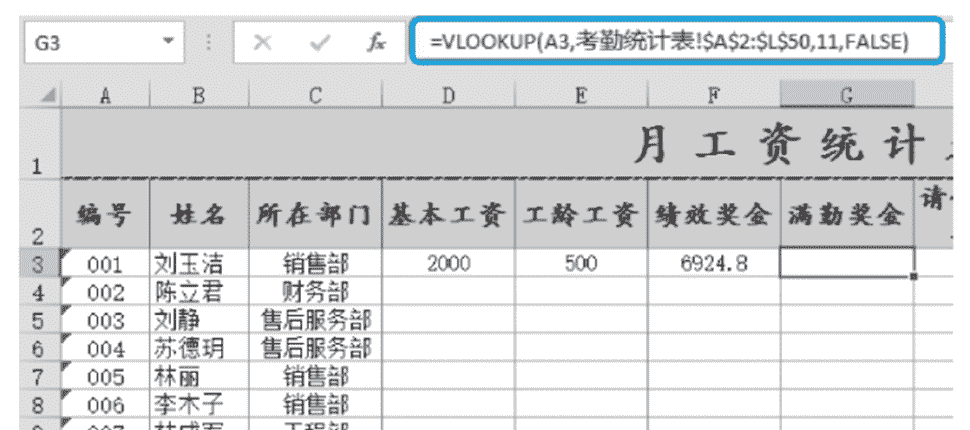 G3 fx =VLOOKUP(A3,考勤统计表!$A$2:$L$50,11,FALSE)
A B C D E F G
1 月工资统计
2 编号 姓名 所在部门 基本工资 工龄工资 绩效奖金 满勤奖金 请
3 001 刘玉洁 销售部 2000 500 6924.8
4 002 陈立君 财务部
5 003 刘静 售后服务部
6 004 苏德玥 售后服务部
7 005 林丽 销售部
8 006 李木子 销售部